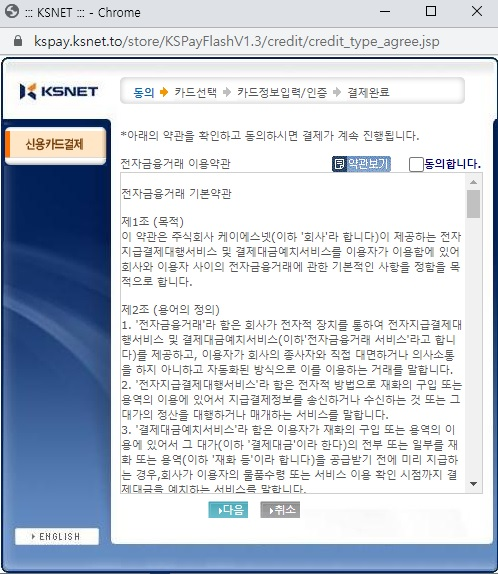 ::: KSNET ::: - Chrome
kspay.ksnet.to/store/KSPayFlashV1.3/credit/credit_type_agree.jsp
KSNET
동의 카드선택 카드정보입력/인증 결제완료
신용카드결제
*아래의 약관을 확인하고 동의하시면 결제가 계속 진행됩니다.
전자금융거래 이용약관 약관보기 동의합니다.
전자금융거래 기본약관
제1조 (목적)
이 약관은 주식회사 케이에스넷(이하 '회사'라 합니다)이 제공하는 전자
지급결제대행서비스 및 결제대금예치서비스를 이용자가 이용함에 있어
회사와 이용자 사이의 전자금융거래에 관한 기본적인 사항을 정함을 목
적으로 합니다.
제2조 (용어의 정의)
1. '전자금융거래'라 함은 회사가 전자적 장치를 통하여 전자지급결제대
행서비스 및 결제대금예치서비스(이하'전자금융거래 서비스'라고 합니
다)를 제공하고, 이용자가 회사의 종사자와 직접 대면하거나 의사소통
을 하지 아니하고 자동화된 방식으로 이를 이용하는 거래를 말합니다.
2. '전자지급결제대행서비스'라 함은 전자적 방법으로 재화의 구입 또는
용역의 이용에 있어서 지급결제정보를 송신하거나 수신하는 것 또는 그
대가의 정산을 대행하거나 매개하는 서비스를 말합니다.
3. '결제대금예치서비스'라 함은 이용자가 재화의 구입 또는 용역의 이
용에 있어서 그 대가(이하 '결제대금'이라 한다)의 전부 또는 일부를 재
화 또는 용역(이하 '재화 등'이라 합니다)을 공급받기 전에 미리 지급하
는 경우,회사가 이용자의 물품수령 또는 서비스 이용 확인 시점까지 결
제대금을 예치하는 서비스를 말합니다.
다음 취소
ENGLISH